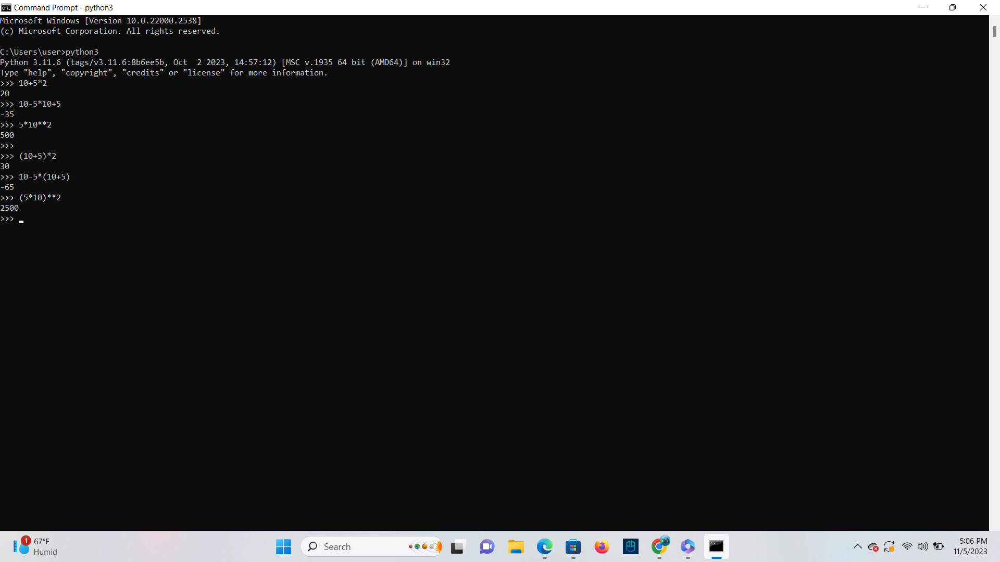 Command Prompt - python3
Microsoft Windows [Version 10.0.22000.2538]
(c) Microsoft Corporation. All rights reserved.
C:\Users\user>python3
Python 3.11.6 (tags/v3.11.6:8b6ee5b, Oct  2 2023, 14:57:12) [MSC v.1935 64 bit (AMD64)] on win32
Type "help", "copyright", "credits" or "license" for more information.
>>> 10+5*2
20
>>> 10-5*10+5
-35
>>> 5*10**2
500
>>>
>>> (10+5)*2
30
>>> 10-5*(10+5)
-65
>>> (5*10)**2
2500
>>>
1
67°F
Humid
Search
5:06 PM
11/5/2023